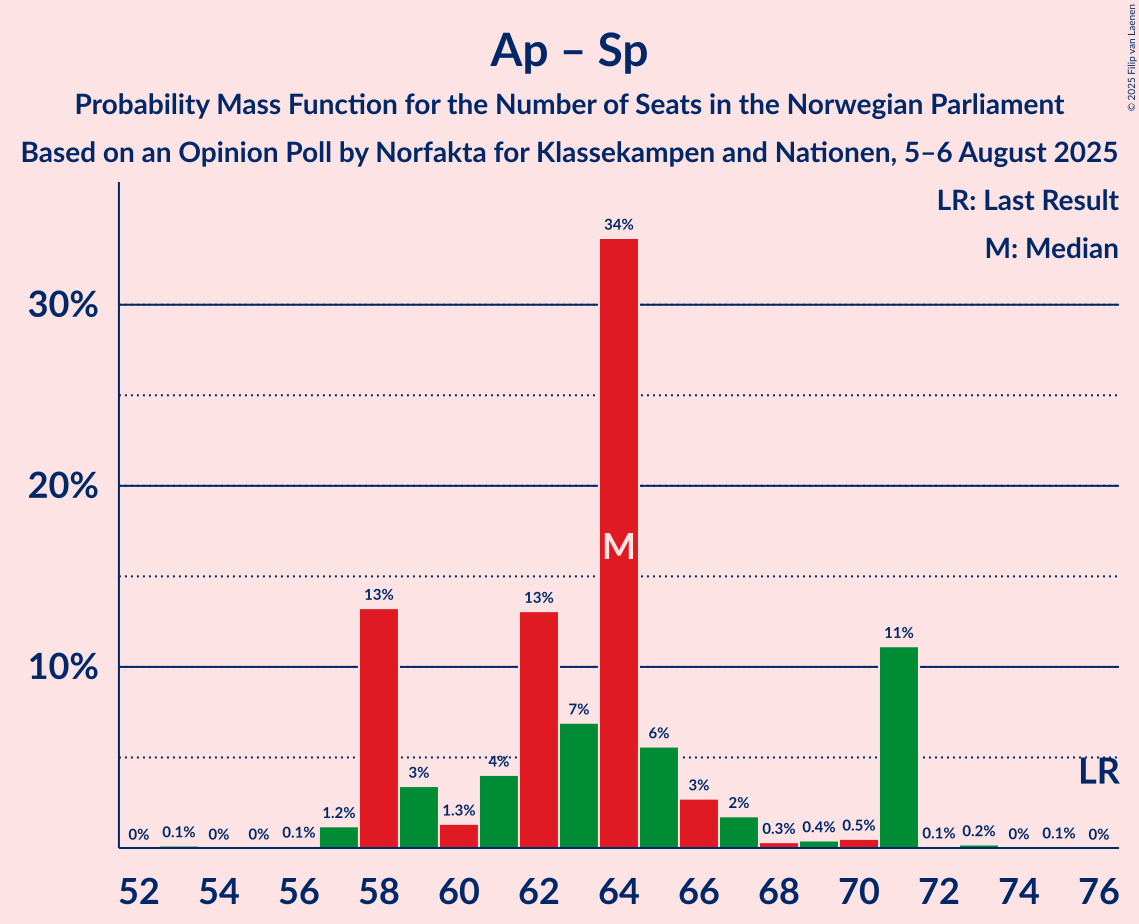 Ap – Sp
Probability Mass Function for the Number of Seats in the Norwegian Parliament
Based on an Opinion Poll by Norfakta for Klassekampen and Nationen, 5–6 August 2025
© 2025 Filip van Laenen
LR: Last Result
M: Median
30%
20%
10%
0% 0.1% 0% 0% 0.1% 1.2% 13% 3% 1.3% 4% 13% 7% 34% 6% 3% 2% 0.3% 0.4% 0.5% 11% 0.1% 0.2% 0% 0.1% 0%
M
LR
52 54 56 58 60 62 64 66 68 70 72 74 76